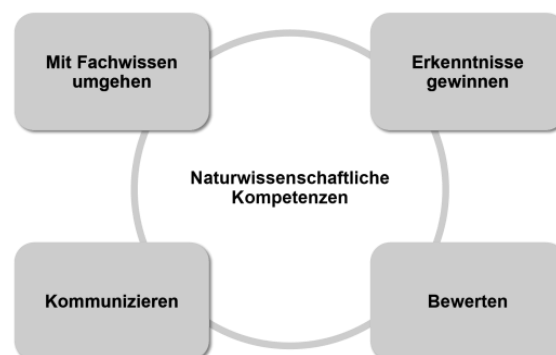 Mit Fachwissen
umgehen
Erkenntnisse
gewinnen
Naturwissenschaftliche
Kompetenzen
Kommunizieren
Bewerten